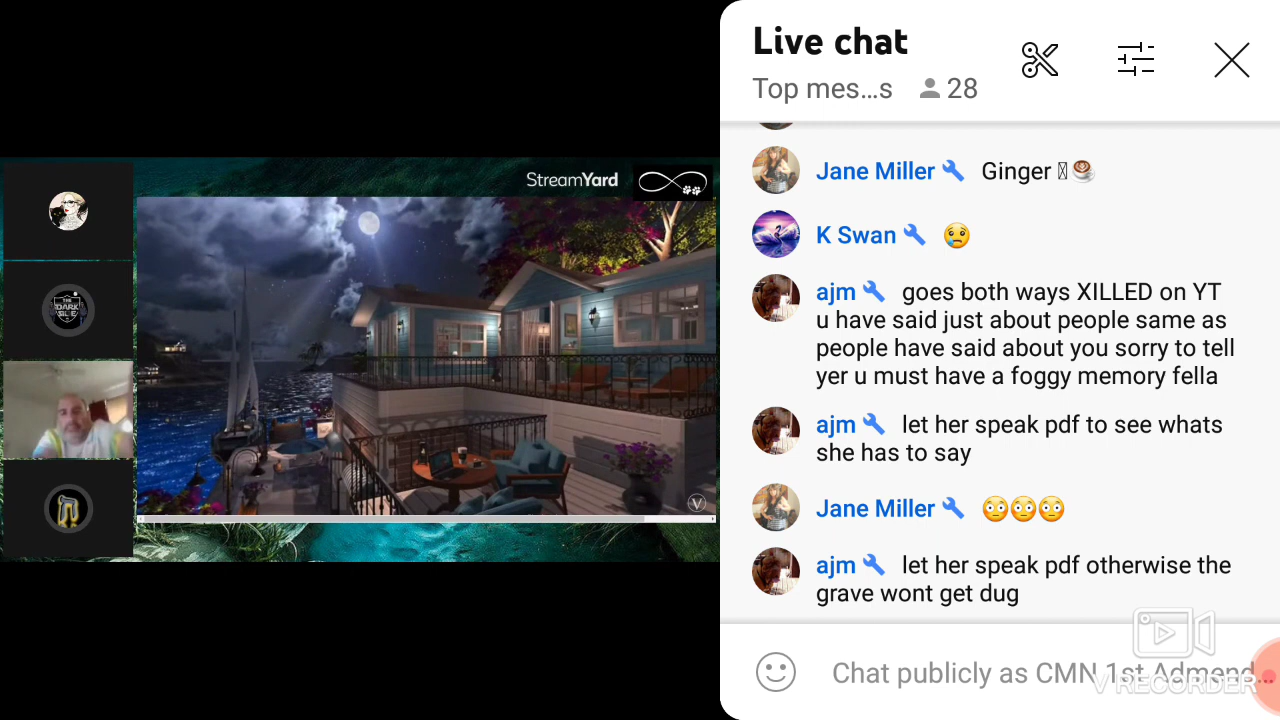 StreamYard
THE
DARK
SIDE
V
Live chat
Top mes...s 28
Jane Miller Ginger
K Swan
ajm goes both ways XILLED on YT
u have said just about people same as
people have said about you sorry to tell
yer u must have a foggy memory fella
ajm let her speak pdf to see whats
she has to say
Jane Miller
ajm let her speak pdf otherwise the
grave wont get dug
Chat publicly as CMN 1st Admend...
V RECORDER